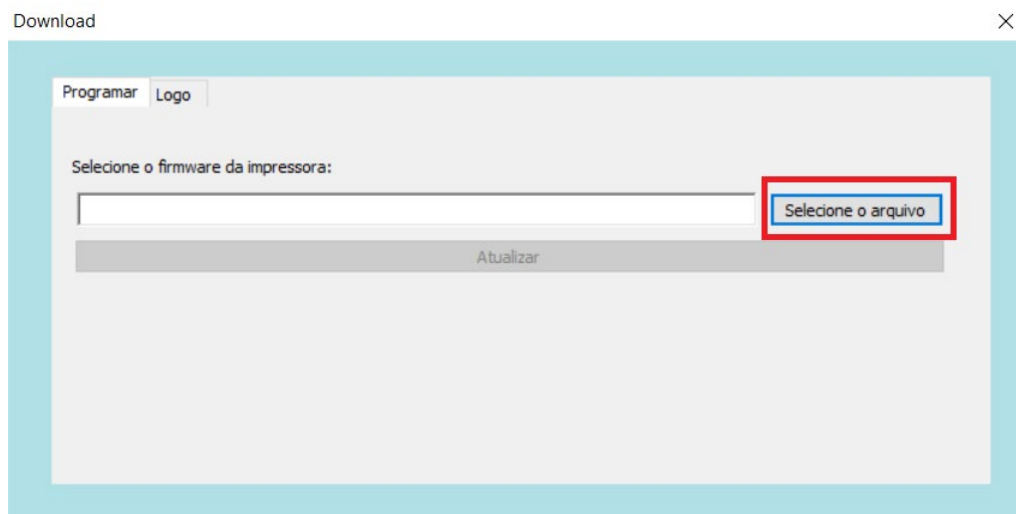 Download
Programar Logo
Selecione o firmware da impressora:
Selecione o arquivo
Atualizar